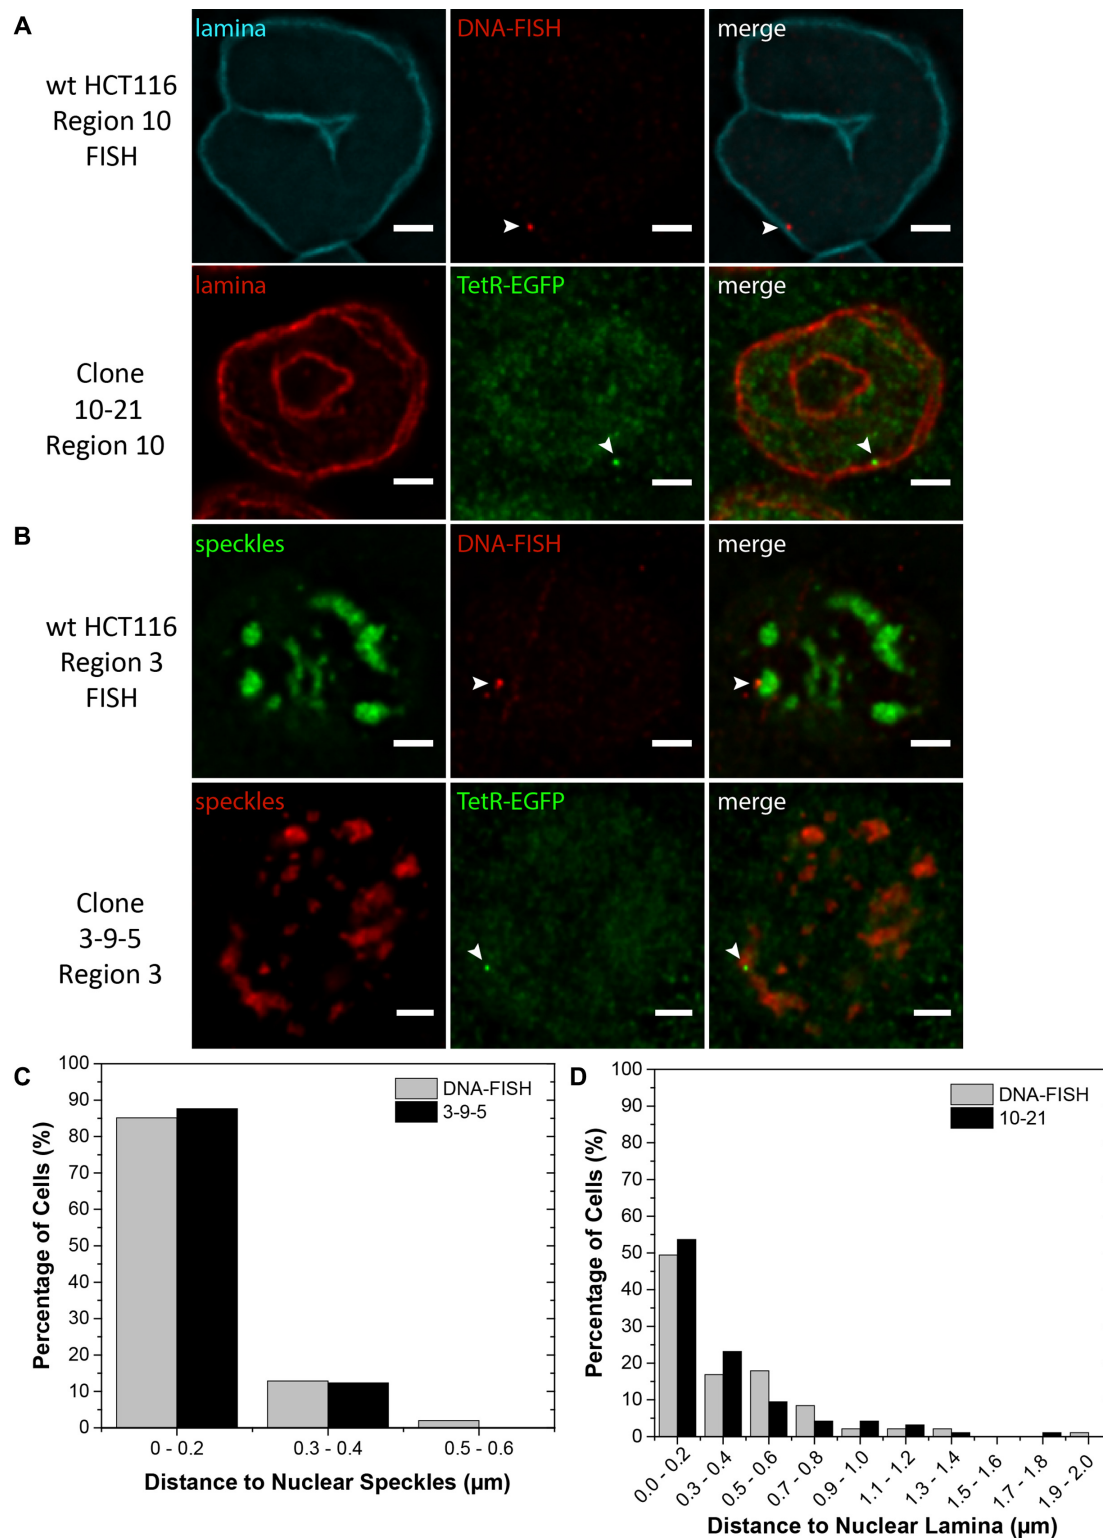 A
wt HCT116
Region 10
FISH
lamina
DNA-FISH
merge
Clone
10-21
Region 10
lamina
TetR-EGFP
merge
B
wt HCT116
Region 3
FISH
speckles
DNA-FISH
merge
Clone
3-9-5
Region 3
speckles
TetR-EGFP
merge
C
Percentage of Cells (%)
100
90
80
70
60
50
40
30
20
10
0
DNA-FISH
3-9-5
0 - 0.2
0.3 - 0.4
0.5 - 0.6
Distance to Nuclear Speckles (µm)
D
Percentage of Cells (%)
100
90
80
70
60
50
40
30
20
10
0
DNA-FISH
10-21
0.0 - 0.2
0.3 - 0.4
0.5 - 0.6
0.7 - 0.8
0.9 - 1.0
1.1 - 1.2
1.3 - 1.4
1.5 - 1.6
1.7 - 1.8
1.9 - 2.0
Distance to Nuclear Lamina (µm)